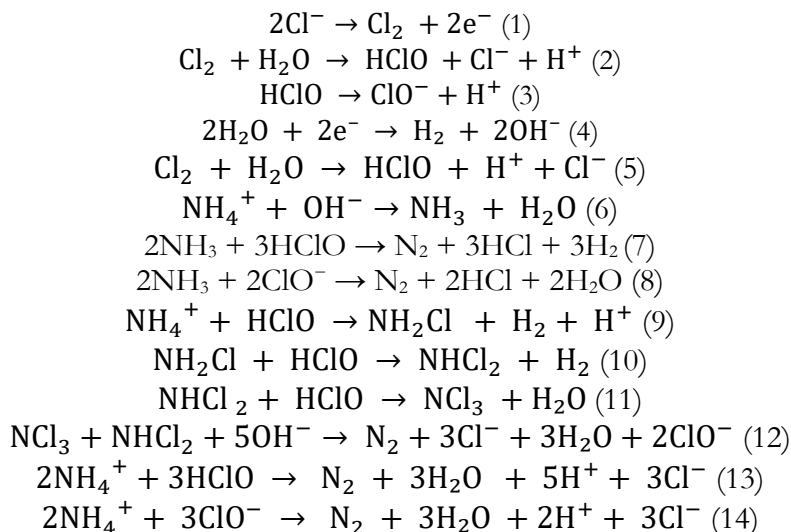 2Cl⁻ → Cl₂ + 2e⁻ (1)
Cl₂ + H₂O → HClO + Cl⁻ + H⁺ (2)
HClO → ClO⁻ + H⁺ (3)
2H₂O + 2e⁻ → H₂ + 2OH⁻ (4)
Cl₂ + H₂O → HClO + H⁺ + Cl⁻ (5)
NH₄⁺ + OH⁻ → NH₃ + H₂O (6)
2NH₃ + 3HClO → N₂ + 3HCl + 3H₂ (7)
2NH₃ + 2ClO⁻ → N₂ + 2HCl + 2H₂O (8)
NH₄⁺ + HClO → NH₂Cl + H₂ + H⁺ (9)
NH₂Cl + HClO → NHCl₂ + H₂ (10)
NHCl ₂ + HClO → NCl₃ + H₂O (11)
NCl₃ + NHCl₂ + 5OH⁻ → N₂ + 3Cl⁻ + 3H₂O + 2ClO⁻ (12)
2NH₄⁺ + 3HClO → N₂ + 3H₂O + 5H⁺ + 3Cl⁻ (13)
2NH₄⁺ + 3ClO⁻ → N₂ + 3H₂O + 2H⁺ + 3Cl⁻ (14)